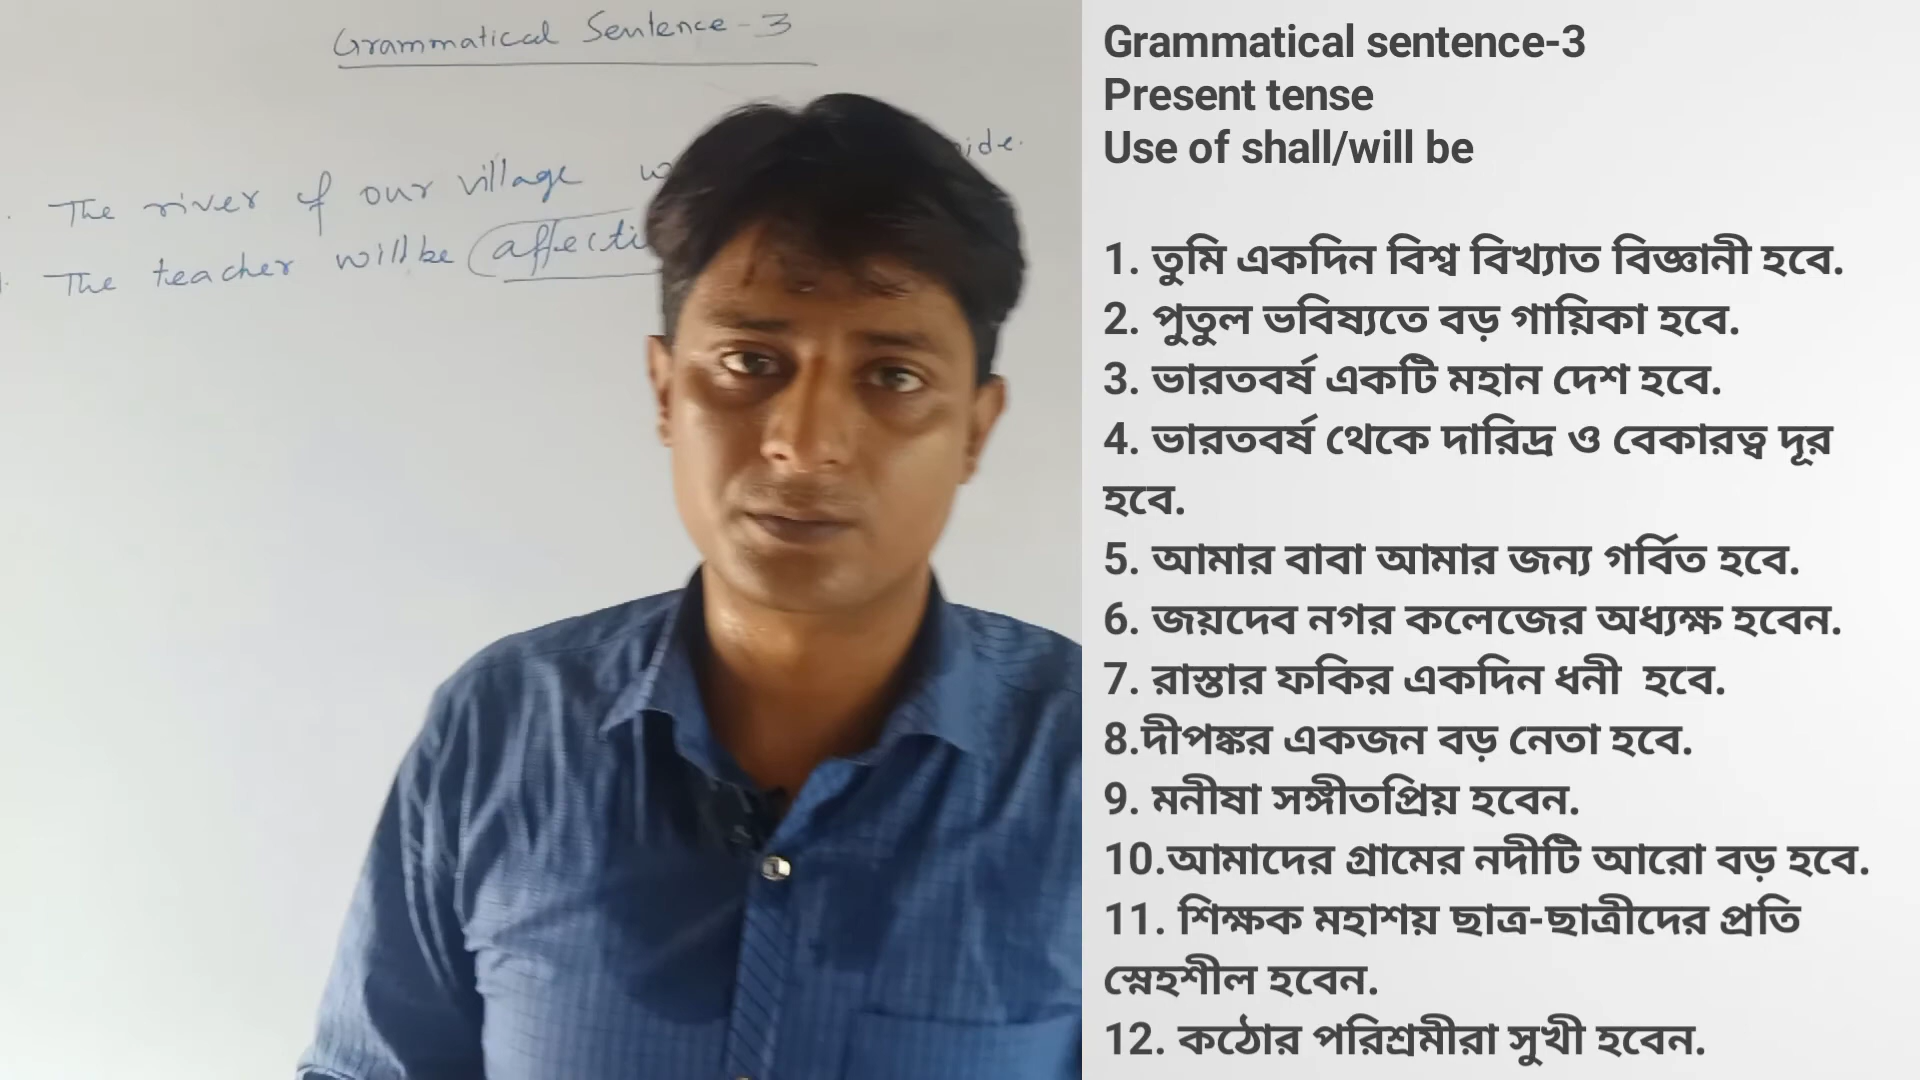 Grammatical Sentence-3
The river of our village
The teacher will be
Grammatical sentence-3
Present tense
Use of shall/will be
1. তুমি একদিন বিশ্ব বিখ্যাত বিজ্ঞানী হবে.
2. পুতুল ভবিষ্যতে বড় গায়িকা হবে.
3. ভারতবর্ষ একটি মহান দেশ হবে.
4. ভারতবর্ষ থেকে দারিদ্র ও বেকারত্ব দূর
হবে.
5. আমার বাবা আমার জন্য গর্বিত হবে.
6. জয়দেব নগর কলেজের অধ্যক্ষ হবেন.
7. রাস্তার ফকির একদিন ধনী  হবে.
8.দীপঙ্কর একজন বড় নেতা হবে.
9. মনীষা সঙ্গীতপ্রিয় হবেন.
10.আমাদের গ্রামের নদীটি আরো বড় হবে.
11. শিক্ষক মহাশয় ছাত্র-ছাত্রীদের প্রতি
স্নেহশীল হবেন.
12. কঠোর পরিশ্রমীরা সুখী হবেন.